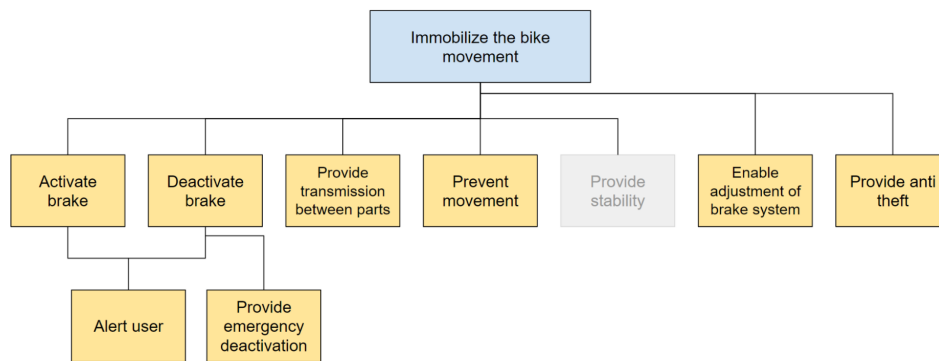 Immobilize the bike
movement
Activate
brake
Deactivate
brake
Provide
transmission
between parts
Prevent
movement
Provide
stability
Enable
adjustment of
brake system
Provide anti
theft
Alert user
Provide
emergency
deactivation